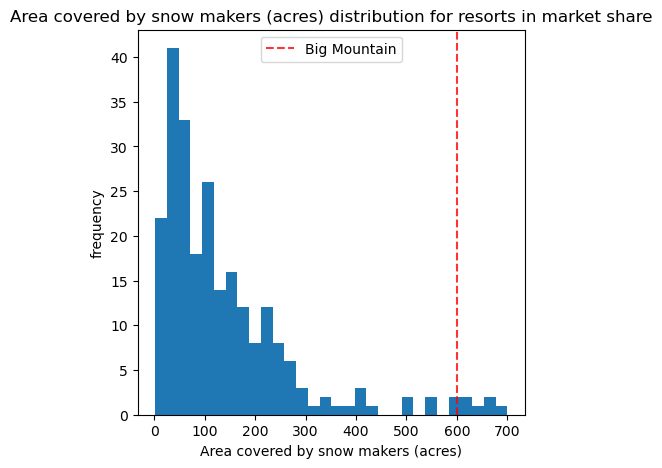 Area covered by snow makers (acres) distribution for resorts in market share
Big Mountain
40
35
30
25
20
15
10
5
0
frequency
0 100 200 300 400 500 600 700
Area covered by snow makers (acres)